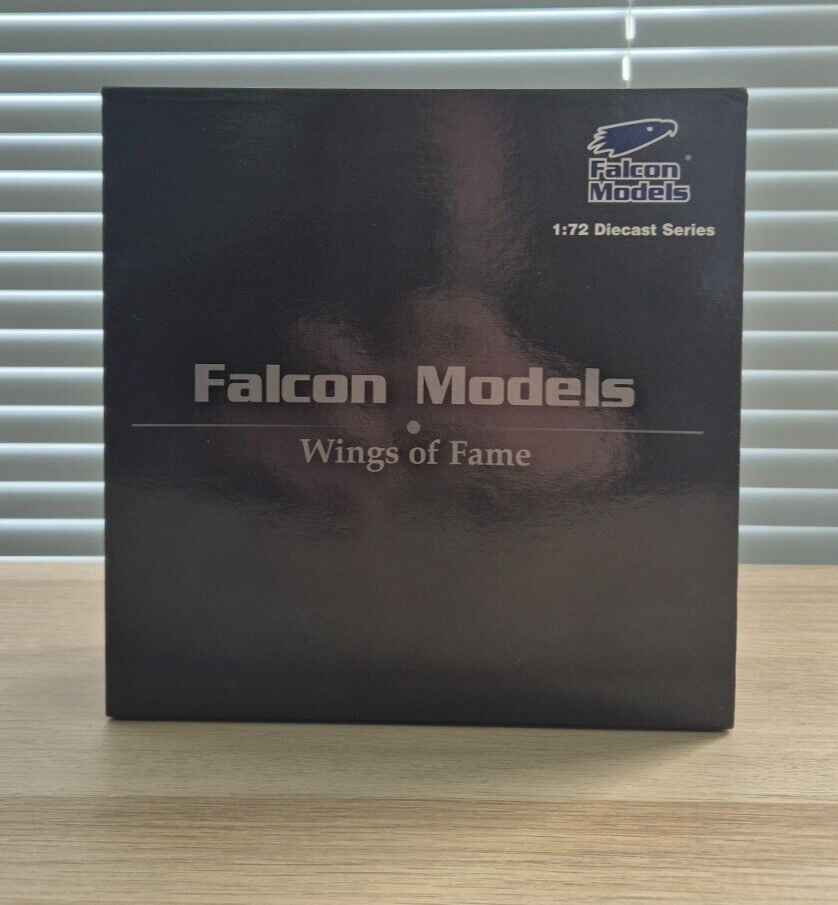 Falcon
Models
1:72 Diecast Series
Falcon Models
Wings of Fame